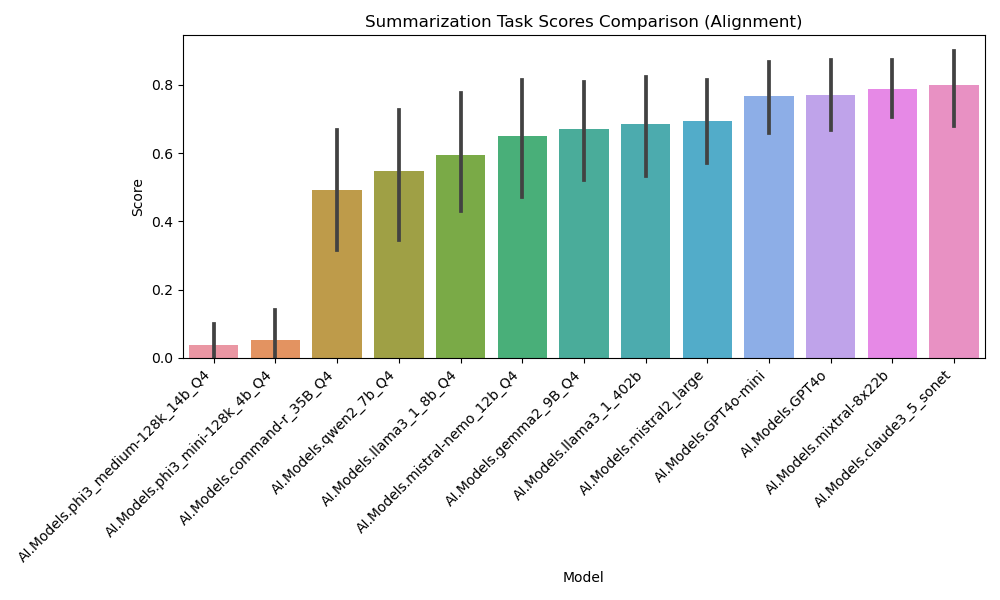 Summarization Task Scores Comparison (Alignment)
Score
0.8
0.6
0.4
0.2
0.0
AI.Models.phi3_medium-128k_14b_Q4
AI.Models.phi3_mini-128k_4b_Q4
AI.Models.command-r_35B_Q4
AI.Models.qwen2_7b_Q4
AI.Models.llama3_1_8b_Q4
AI.Models.mistral-nemo_12b_Q4
AI.Models.gemma2_9B_Q4
AI.Models.llama3_1_402b
AI.Models.mistral2_large
AI.Models.GPT4o-mini
AI.Models.GPT4o
AI.Models.mixtral-8x22b
AI.Models.claude3_5_sonet
Model